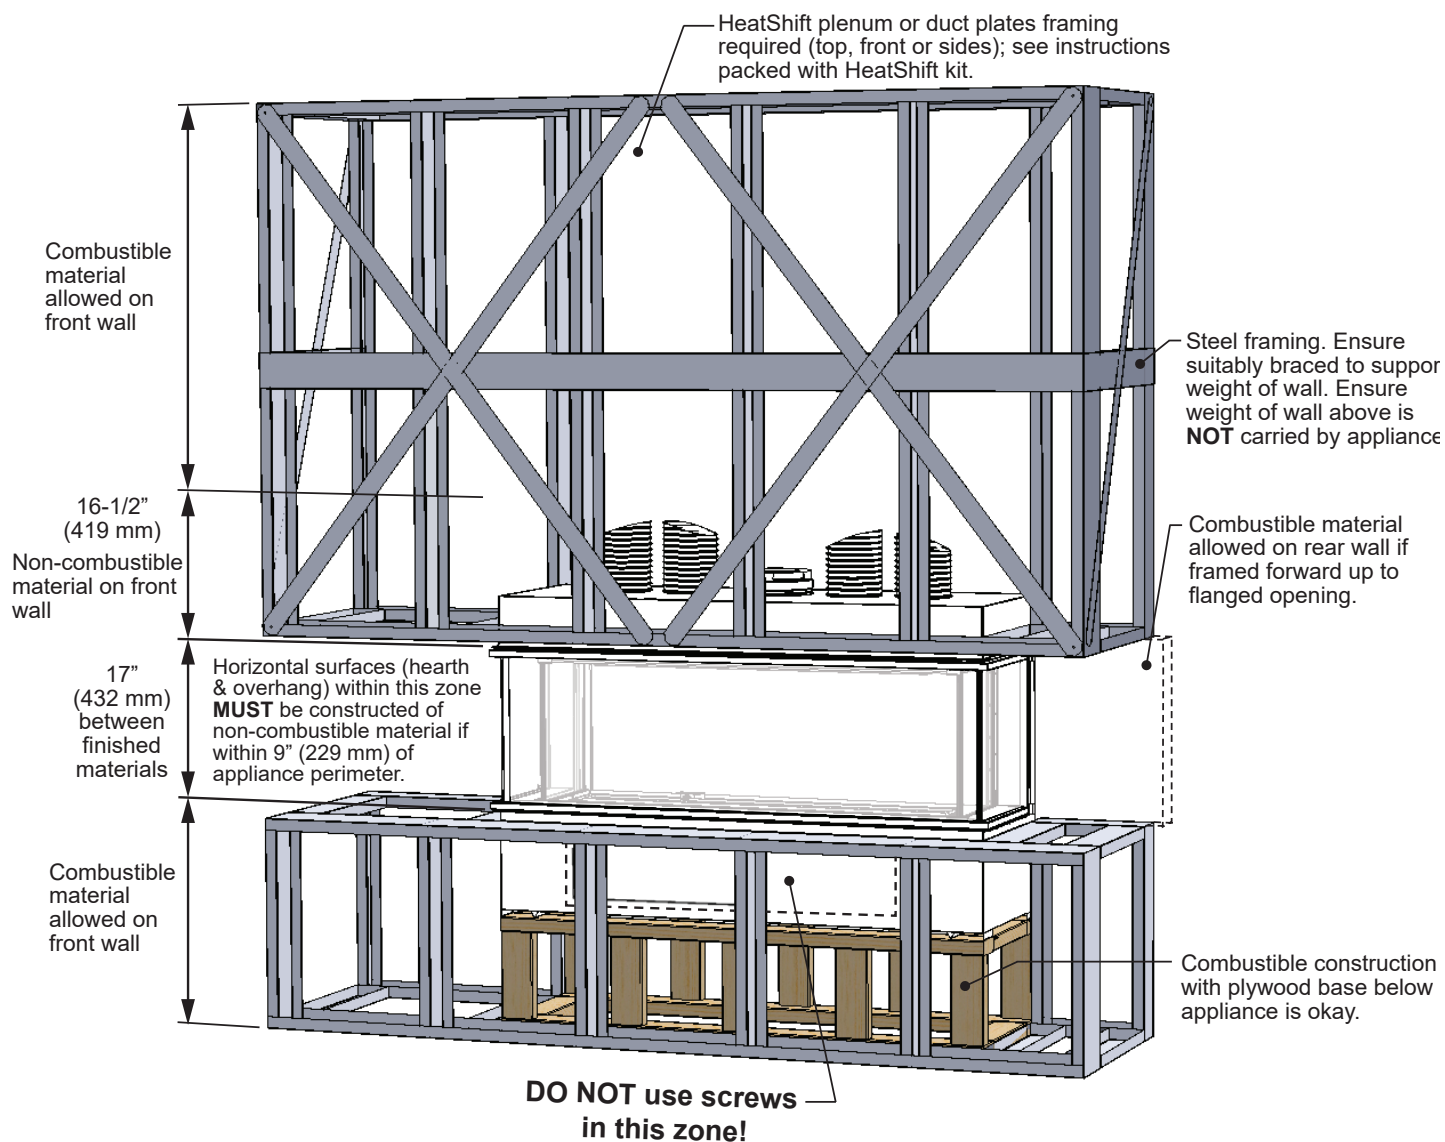 HeatShift plenum or duct plates framing
required (top, front or sides); see instructions
packed with HeatShift kit.
Combustible
material
allowed on
front wall
Steel framing. Ensure
suitably braced to suppor
weight of wall. Ensure
weight of wall above is
NOT carried by appliance
16-1/2”
(419 mm)
Non-combustible
material on front
wall
Combustible material
allowed on rear wall if
framed forward up to
flanged opening.
17”
(432 mm)
between
finished
materials
Horizontal surfaces (hearth
& overhang) within this zone
MUST be constructed of
non-combustible material if
within 9” (229 mm) of
appliance perimeter.
Combustible
material
allowed on
front wall
Combustible construction
with plywood base below
appliance is okay.
DO NOT use screws
in this zone!